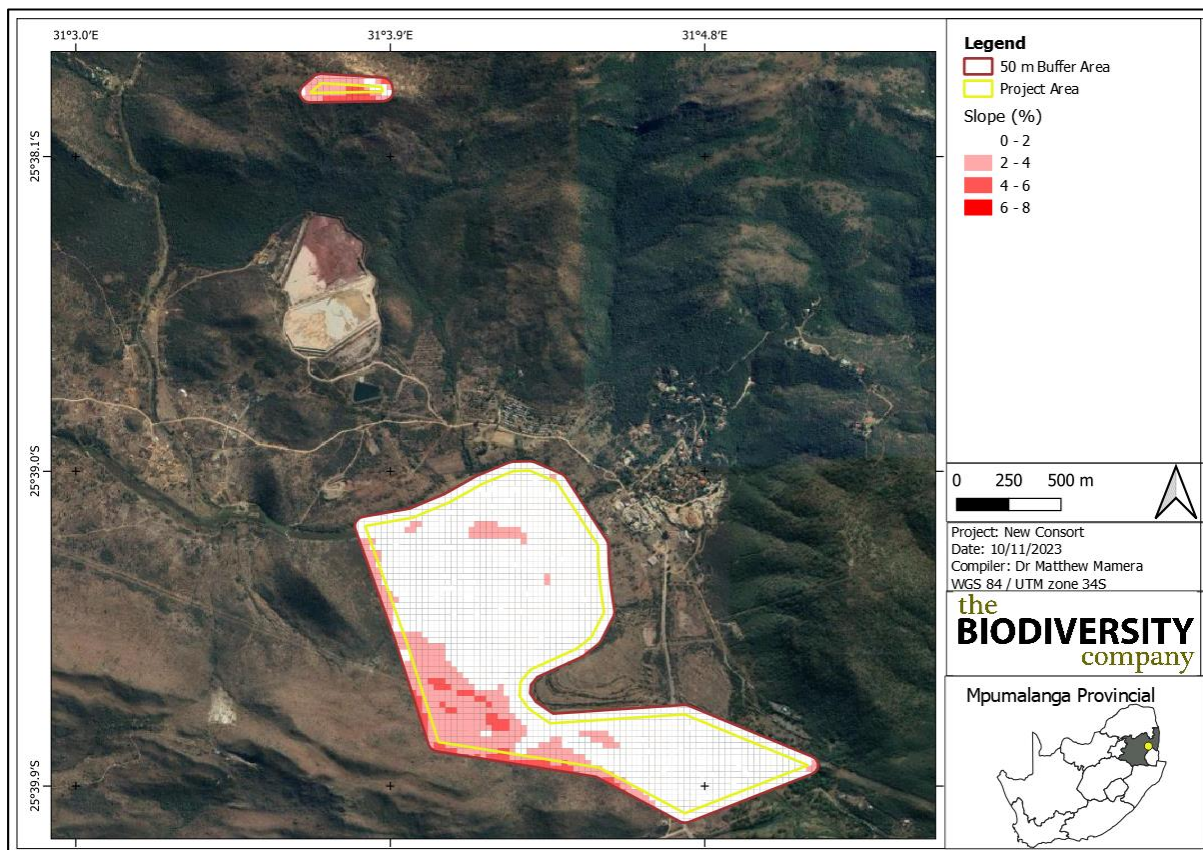 31°3.0'E 31°3.9'E 31°4.8'E
25°38.1'S
25°39.0'S
25°39.9'S
Legend
50 m Buffer Area
Project Area
Slope (%)
0 - 2
2 - 4
4 - 6
6 - 8
0 250 500 m
Project: New Consort
Date: 10/11/2023
Compiler: Dr Matthew Mamera
WGS 84 / UTM zone 34S
the
BIODIVERSITY
company
Mpumalanga Provincial